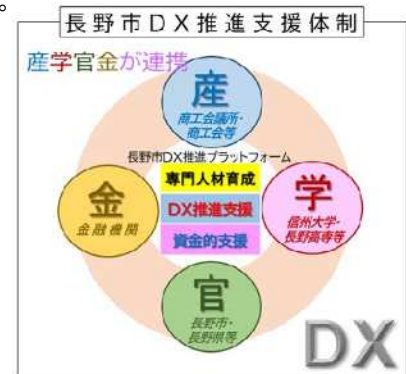 。
長野市DX推進支援体制
産学官金が連携
産
商工会議所・
商工会等
長野市DX推進プラットフォーム
専門人材育成
DX推進支援
資金的支援
金
金融機関
学
信州大学・
長野高専等
官
長野市・
長野県等
DX